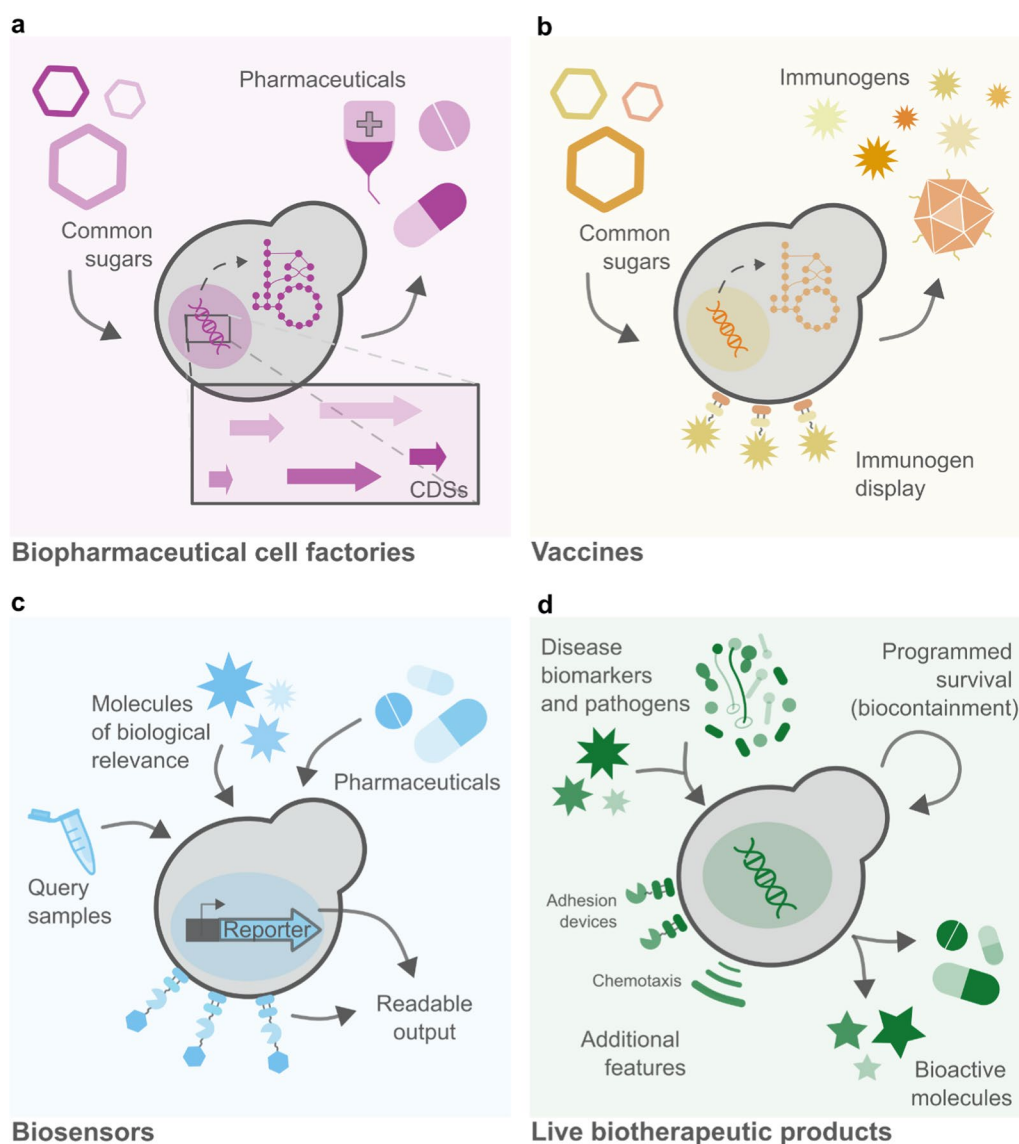 a
Pharmaceuticals
Common
sugars
CDSs
Biopharmaceutical cell factories
b
Immunogens
Common
sugars
Immunogen
display
Vaccines
c
Molecules
of biological
relevance
Pharmaceuticals
Query
samples
Reporter
Readable
output
Biosensors
d
Disease
biomarkers
and pathogens
Programmed
survival
(biocontainment)
Adhesion
devices
Chemotaxis
Additional
features
Bioactive
molecules
Live biotherapeutic products